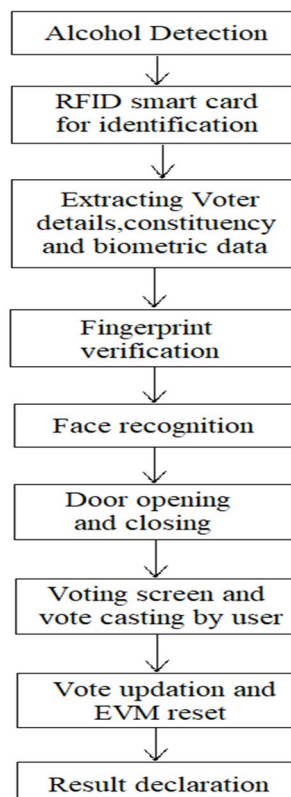 Alcohol Detection
RFID smart card
for identification
Extracting Voter
details,constituency
and biometric data
Fingerprint
verification
Face recognition
Door opening
and closing
Voting screen and
vote casting by user
Vote updation and
EVM reset
Result declaration